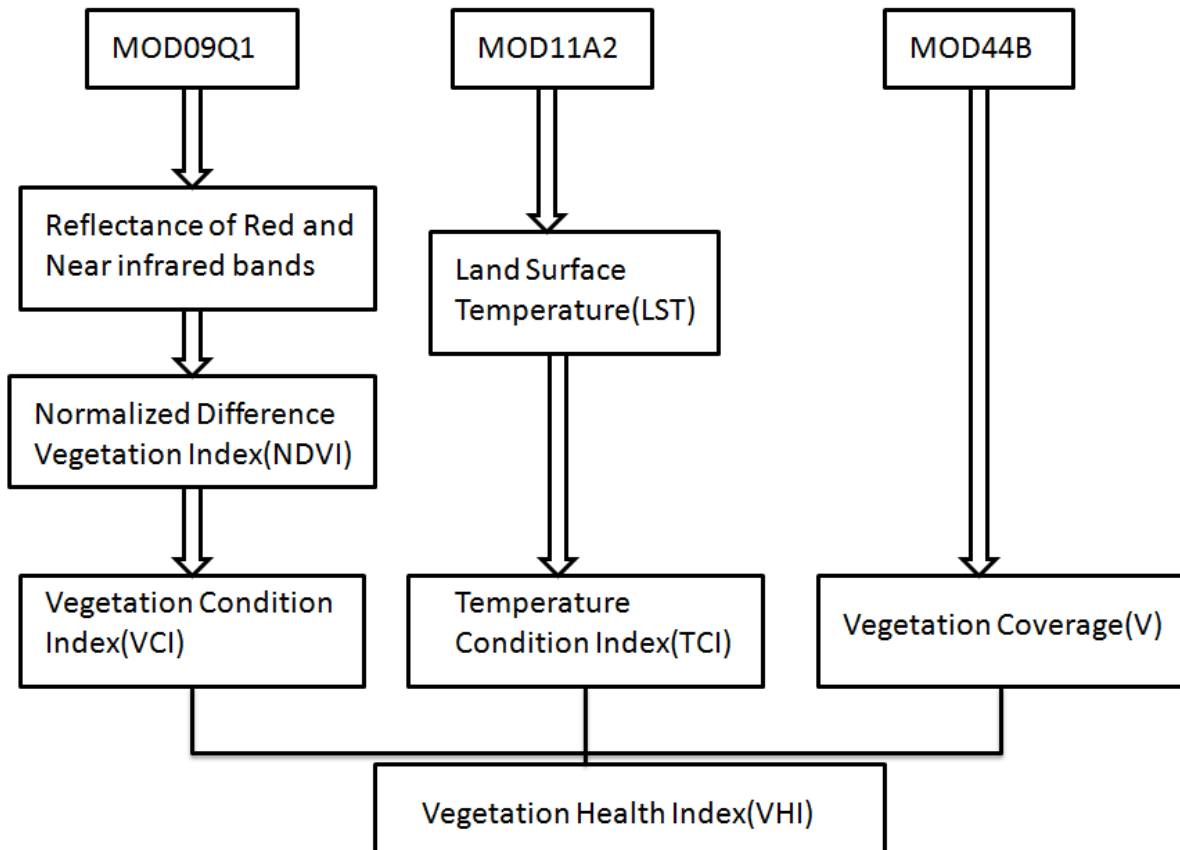 MOD09Q1
MOD11A2
MOD44B
Reflectance of Red and
Near infrared bands
Land Surface
Temperature(LST)
Normalized Difference
Vegetation Index(NDVI)
Vegetation Condition
Index(VCI)
Temperature
Condition Index(TCI)
Vegetation Coverage(V)
Vegetation Health Index(VHI)